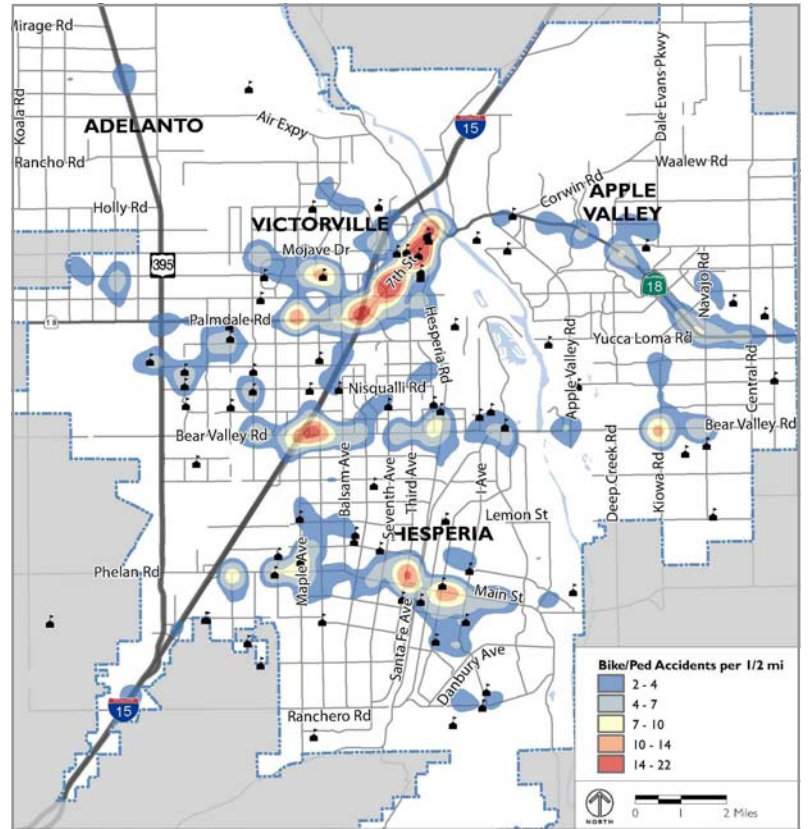 Mirage Rd
Koala Rd
ADELANTO
Air Expy
15
Dale Evans Pkwy
Rancho Rd
Waalew Rd
Holly Rd
Corwin Rd
APPLE
VALLEY
VICTORVILLE
Mojave Dr
395
7th St
18
Navajo Rd
18
Palmdale Rd
Hesperia Rd
Yucca Loma Rd
Apple Valley Rd
Central Rd
Nisqualli Rd
Bear Valley Rd
Bear Valley Rd
Balsam Ave
Seventh Ave
Third Ave
I Ave
Deep Creek Rd
Kiowa Rd
Lemon St
HESPERIA
Phelan Rd
Maple Ave
Main St
Santa Fe Ave
Danbury Ave
Ranchero Rd
15
Bike/Ped Accidents per 1/2 mi
2 - 4
4 - 7
7 - 10
10 - 14
14 - 22
NORTH
0 1 2 Miles